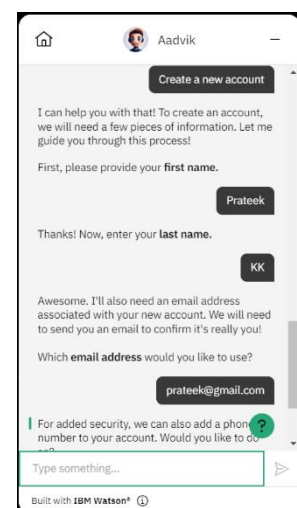 Aadvik
Create a new account
I can help you with that! To create an account,
we will need a few pieces of information. Let me
guide you through this process!
First, please provide your first name.
Prateek
Thanks! Now, enter your last name.
KK
Awesome. I'll also need an email address
associated with your new account. We will need
to send you an email to confirm it's really you!
Which email address would you like to use?
prateek@gmail.com
For added security, we can also add a phone
number to your account. Would you like to do
?
Type something...
Built with IBM Watson®